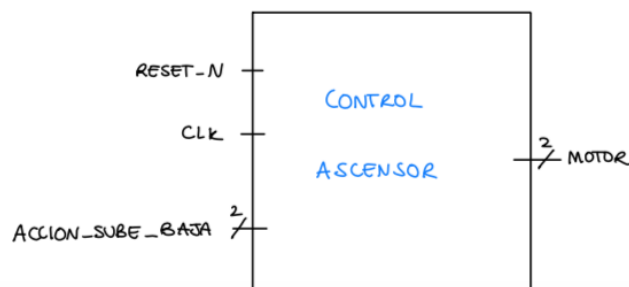 RESET_N
CONTROL
CLK
2
MOTOR
ASCENSOR
2
ACCION_SUBE_BAJA